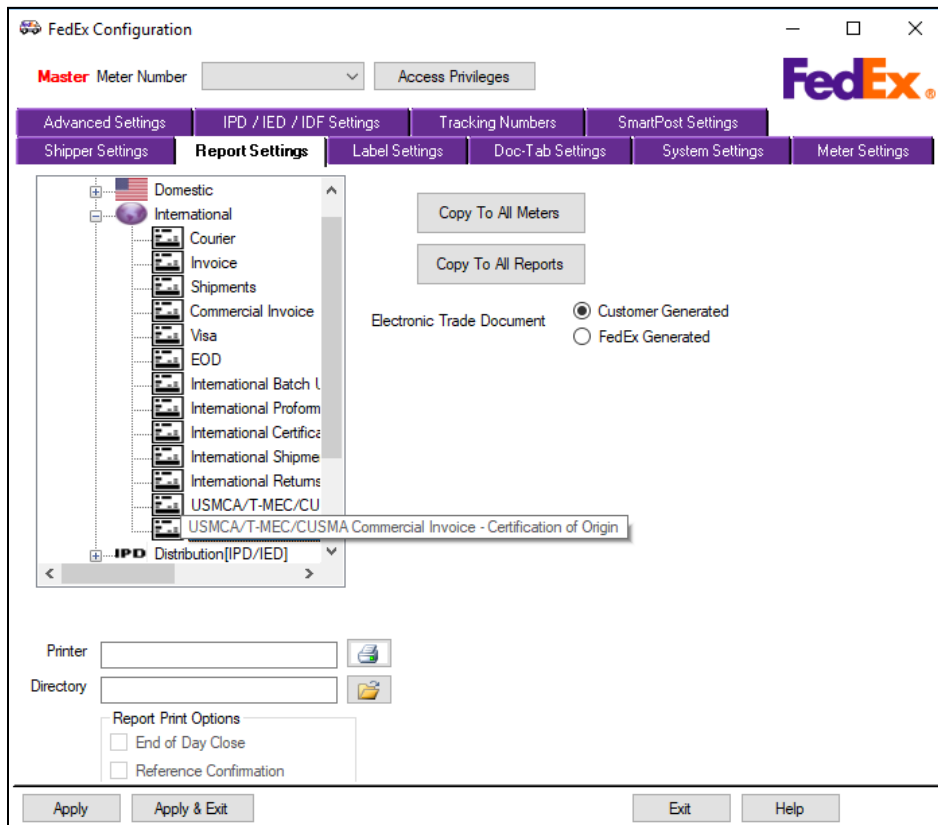 FedEx Configuration
Master Meter Number
Access Privileges
FedEx®
Advanced Settings
IPD / IED / IDF Settings
Tracking Numbers
SmartPost Settings
Shipper Settings
Report Settings
Label Settings
Doc-Tab Settings
System Settings
Meter Settings
Domestic
International
Courier
Invoice
Shipments
Commercial Invoice
Visa
EOD
International Batch U
International Proform
International Certifica
International Shipme
International Returns
USMCA/T-MEC/CU
USMCA/T-MEC/CUSMA Commercial Invoice - Certification of Origin
IPD Distribution[IPD/IED]
Copy To All Meters
Copy To All Reports
Electronic Trade Document
Customer Generated
FedEx Generated
Printer
Directory
Report Print Options
End of Day Close
Reference Confirmation
Apply
Apply & Exit
Exit
Help